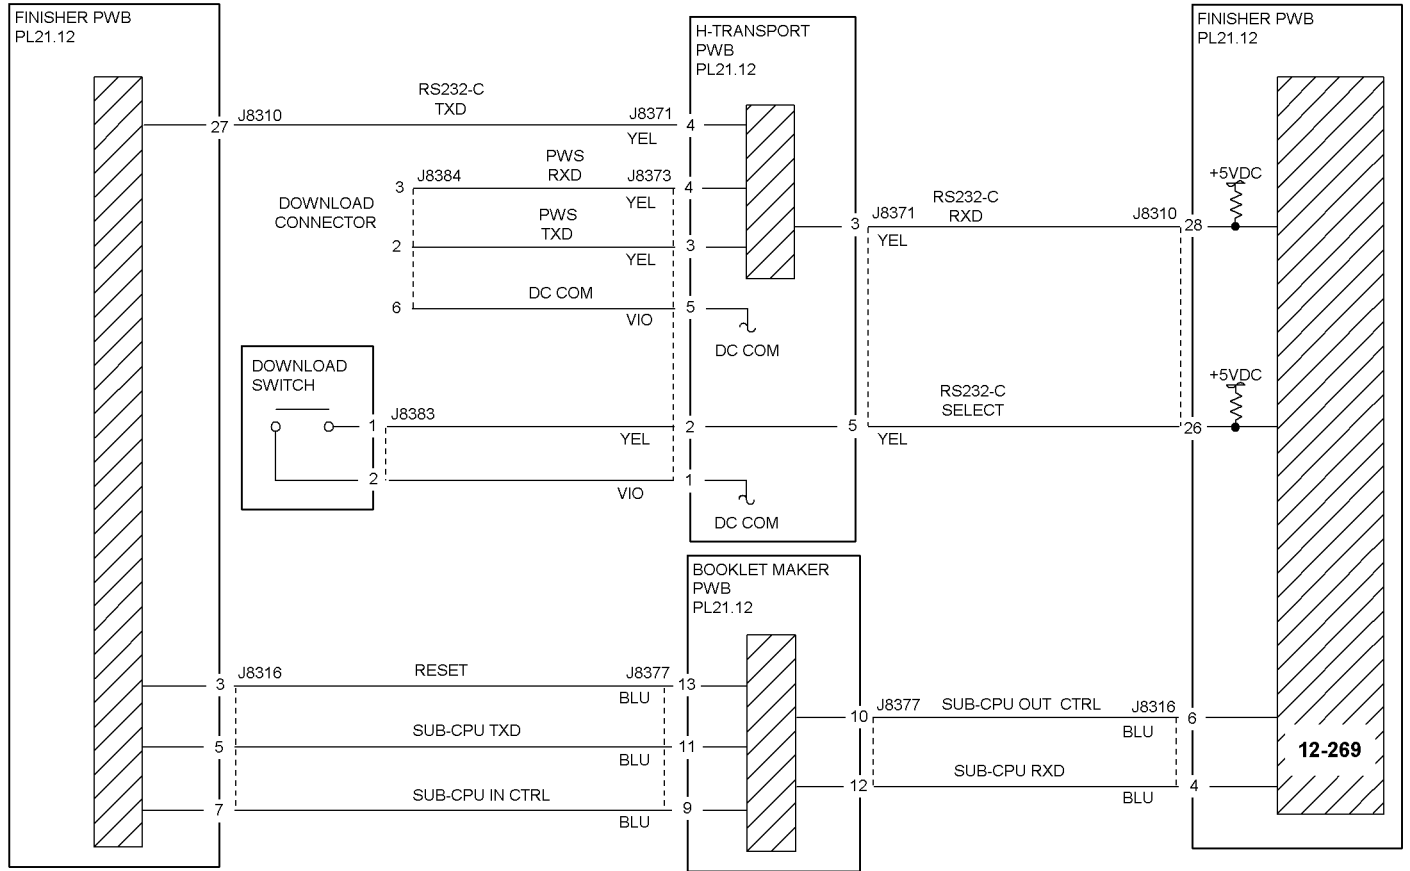 FINISHER PWB
PL21.12
H-TRANSPORT
PWB
PL21.12
FINISHER PWB
PL21.12
RS232-C
TXD
27
J8310
J8371
4
YEL
PWS
RXD
3
J8384
J8373
4
YEL
DOWNLOAD
CONNECTOR
PWS
TXD
2
3
YEL
DC COM
6
5
VIO
DC COM
+5VDC
RS232-C
RXD
3
J8371
J8310
28
YEL
DOWNLOAD
SWITCH
1
J8383
2
YEL
2
1
VIO
DC COM
+5VDC
RS232-C
SELECT
5
26
YEL
BOOKLET MAKER
PWB
PL21.12
RESET
3
J8316
J8377
13
BLU
SUB-CPU TXD
5
11
BLU
SUB-CPU IN CTRL
7
9
BLU
SUB-CPU OUT CTRL
10
J8377
J8316
6
BLU
12-269
SUB-CPU RXD
12
4
BLU